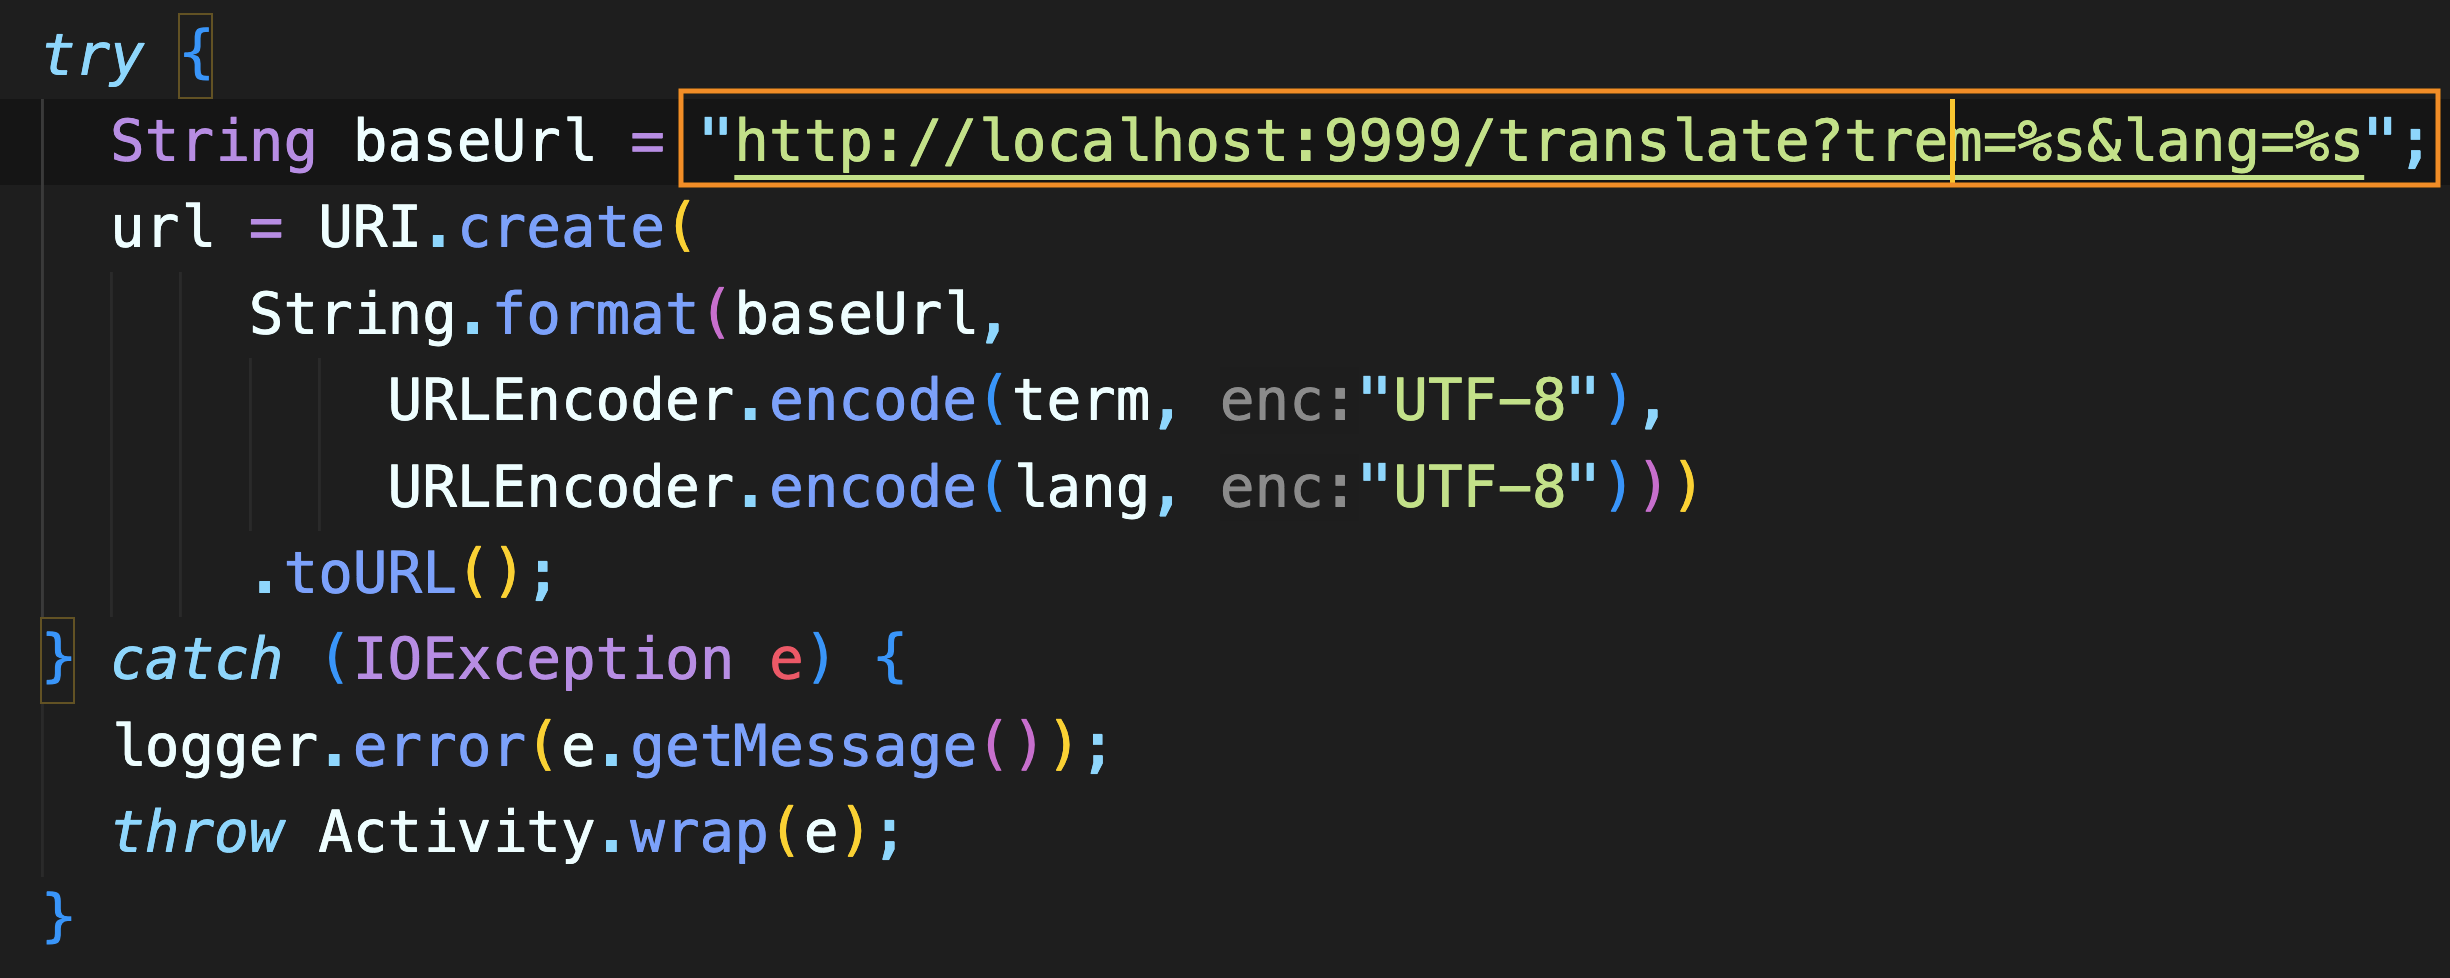 try {
String baseUrl = "http://localhost:9999/translate?trem=%s&lang=%s";
url = URI.create(
String.format(baseUrl,
URLEncoder.encode(term, enc:"UTF-8"),
URLEncoder.encode(lang, enc:"UTF-8")))
.toURL();
} catch (IOException e) {
logger.error(e.getMessage());
throw Activity.wrap(e);
}